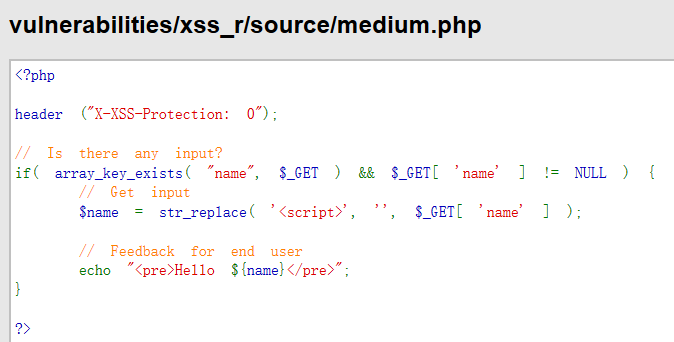 vulnerabilities/xss_r/source/medium.php
<?php
header ("X-XSS-Protection: 0");
// Is there any input?
if( array_key_exists( "name", $_GET ) && $_GET[ 'name' ] != NULL ) {
// Get input
$name = str_replace( '<script>', '', $_GET[ 'name' ] );
// Feedback for end user
echo "<pre>Hello ${name}</pre>";
}
?>